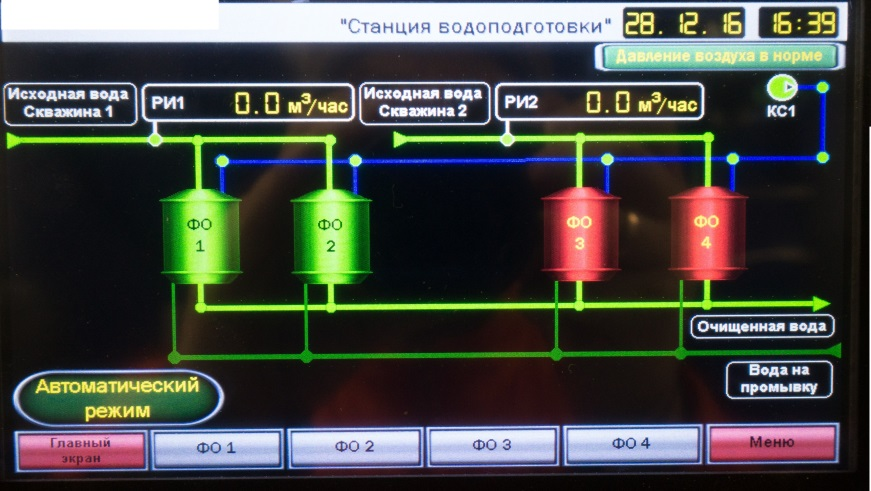 "Станция водоподготовки" 28.12.16 16:39
Давление воздуха в норме
Исходная вода
Скважина 1
РИ1 0.0 м³/час
Исходная вода
Скважина 2
РИ2 0.0 м³/час
КС1
ФО
1
ФО
2
ФО
3
ФО
4
Очищенная вода
Вода на
промывку
Автоматический
режим
Главный
экран
ФО 1
ФО 2
ФО 3
ФО 4
Меню